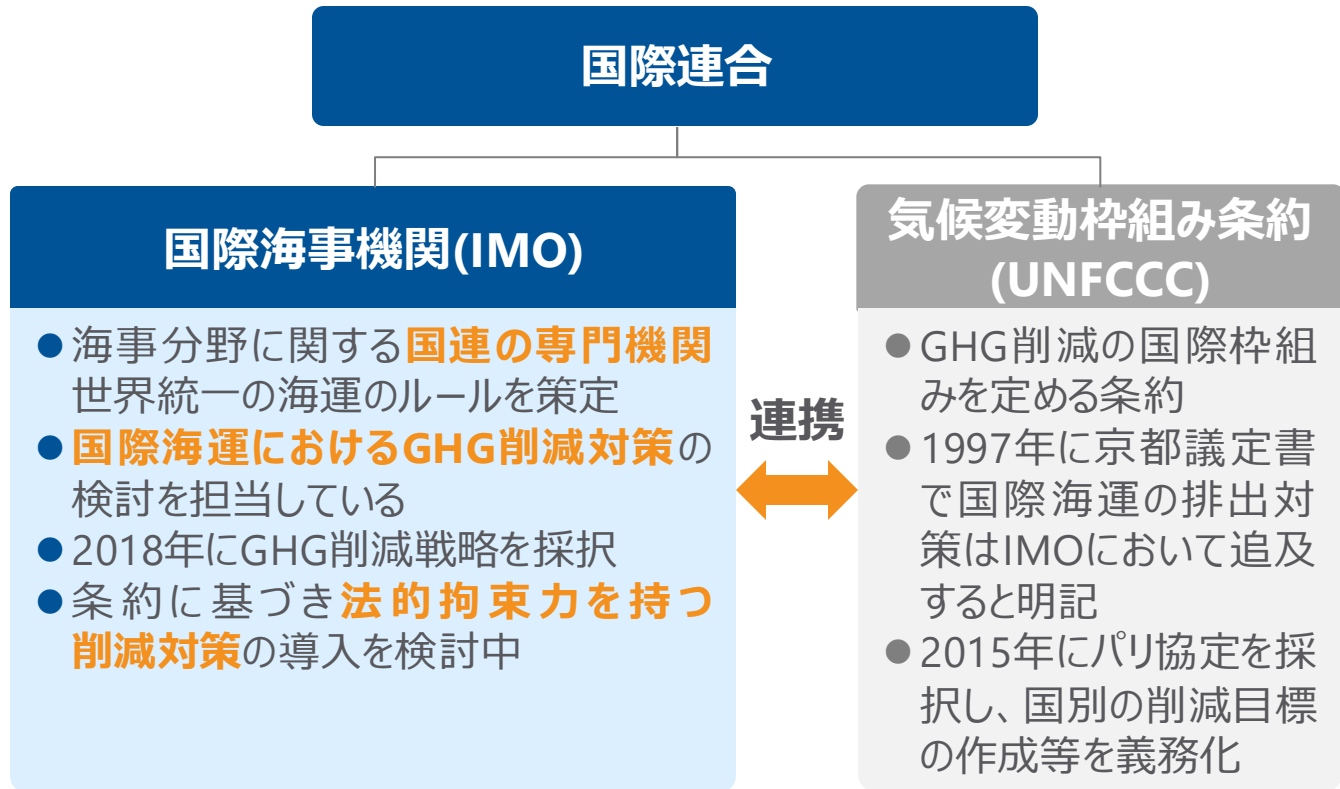 国際連合
国際海事機関(IMO)
●海事分野に関する国連の専門機関
世界統一の海運のルールを策定
●国際海運におけるGHG削減対策の
検討を担当している
●2018年にGHG削減戦略を採択
●条約に基づき法的拘束力を持つ
削減対策の導入を検討中
連携
気候変動枠組み条約
(UNFCCC)
●GHG削減の国際枠組
みを定める条約
●1997年に京都議定書
で国際海運の排出対
策はIMOにおいて追及
すると明記
●2015年にパリ協定を採
択し、国別の削減目標
の作成等を義務化